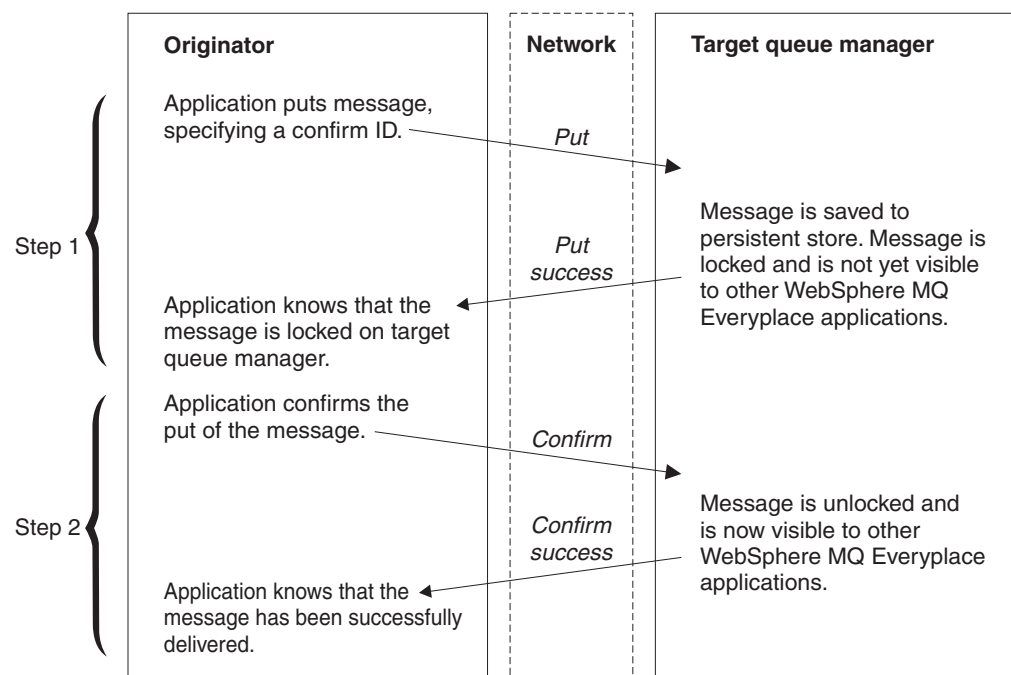 Originator
Network
Target queue manager
Step 1
Application puts message,
specifying a confirm ID.
Put
Message is saved to
persistent store. Message is
locked and is not yet visible
to other WebSphere MQ
Everyplace applications.
Put
success
Application knows that the
message is locked on target
queue manager.
Step 2
Application confirms the
put of the message.
Confirm
Message is unlocked and
is now visible to other
WebSphere MQ Everyplace
applications.
Confirm
success
Application knows that the
message has been successfully
delivered.